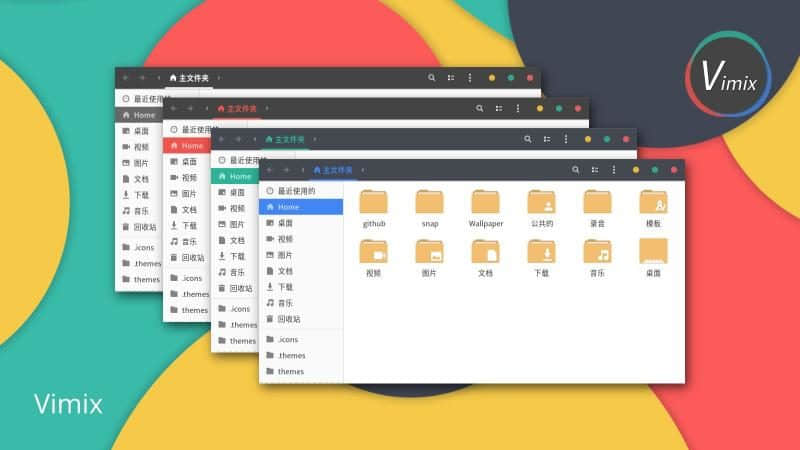 Vimix
主文件夹
最近使用的
Home
桌面
视频
图片
文档
下载
音乐
回收站
.icons
.themes
themes
主文件夹
最近使用的
Home
桌面
视频
图片
文档
下载
音乐
回收站
.icons
.themes
themes
主文件夹
最近使用的
Home
桌面
视频
图片
文档
下载
音乐
回收站
.icons
.themes
themes
主文件夹
最近使用的
Home
桌面
视频
图片
文档
下载
音乐
回收站
.icons
.themes
themes
github snap Wallpaper 公共的 录音 模板
视频 图片 文档 下载 音乐 桌面
Vimix